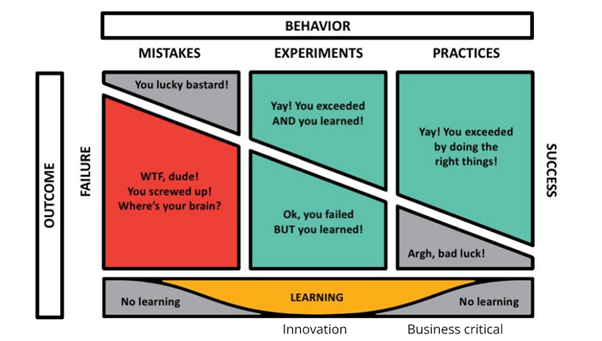 BEHAVIOR
MISTAKES EXPERIMENTS PRACTICES
You lucky bastard!
Yay! You exceeded
AND you learned!
Yay! You exceeded
by doing the
right things!
OUTCOME
FAILURE
SUCCESS
WTF, dude!
You screwed up!
Where's your brain?
Ok, you failed
BUT you learned!
Argh, bad luck!
No learning
LEARNING
No learning
Innovation
Business critical